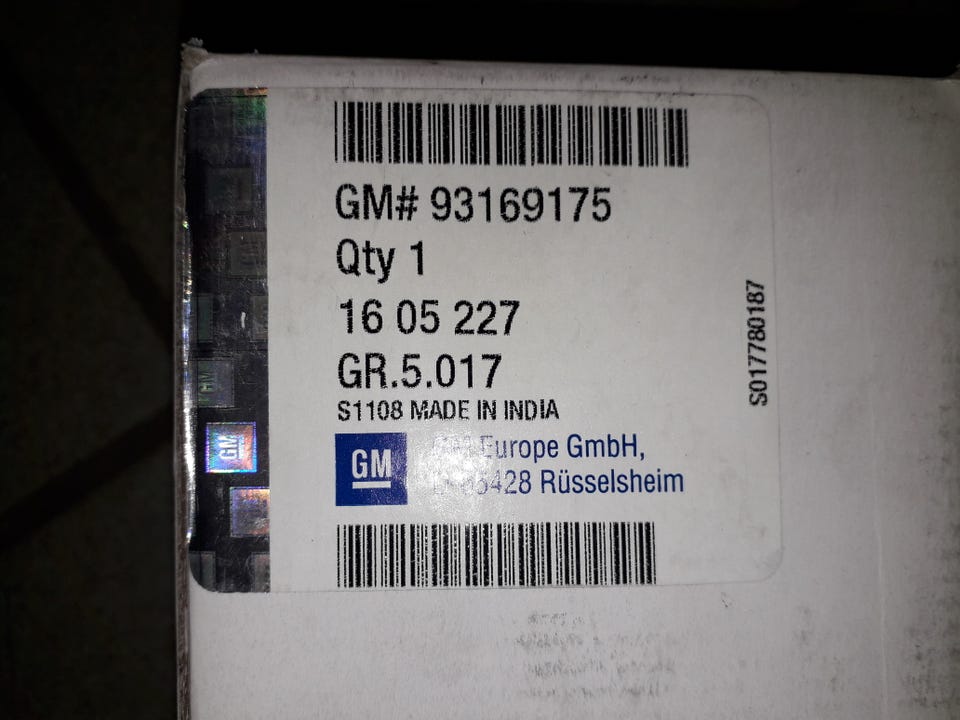 GM# 93169175
Qty 1
16 05 227
GR.5.017
S1108 MADE IN INDIA
GM
Europe GmbH,
Rüsselsheim
S017780187
GM
GM